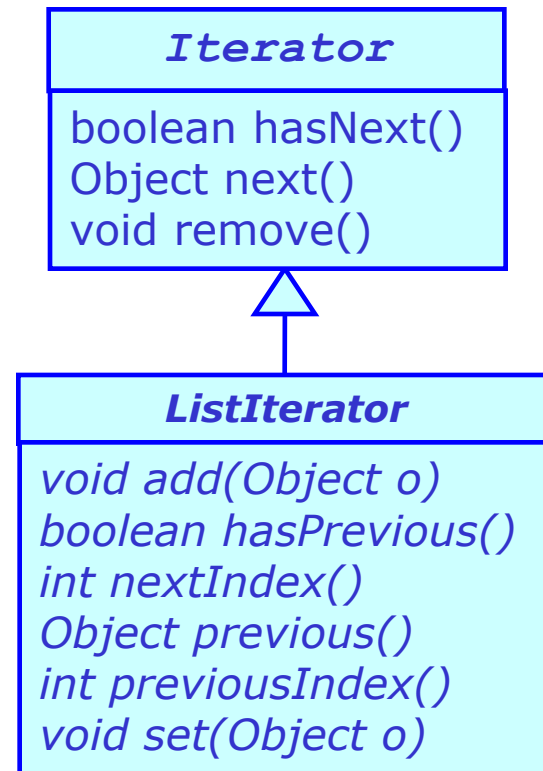 Iterator
boolean hasNext()
Object next()
void remove()
ListIterator
void add(Object o)
boolean hasPrevious()
int nextIndex()
Object previous()
int previousIndex()
void set(Object o)